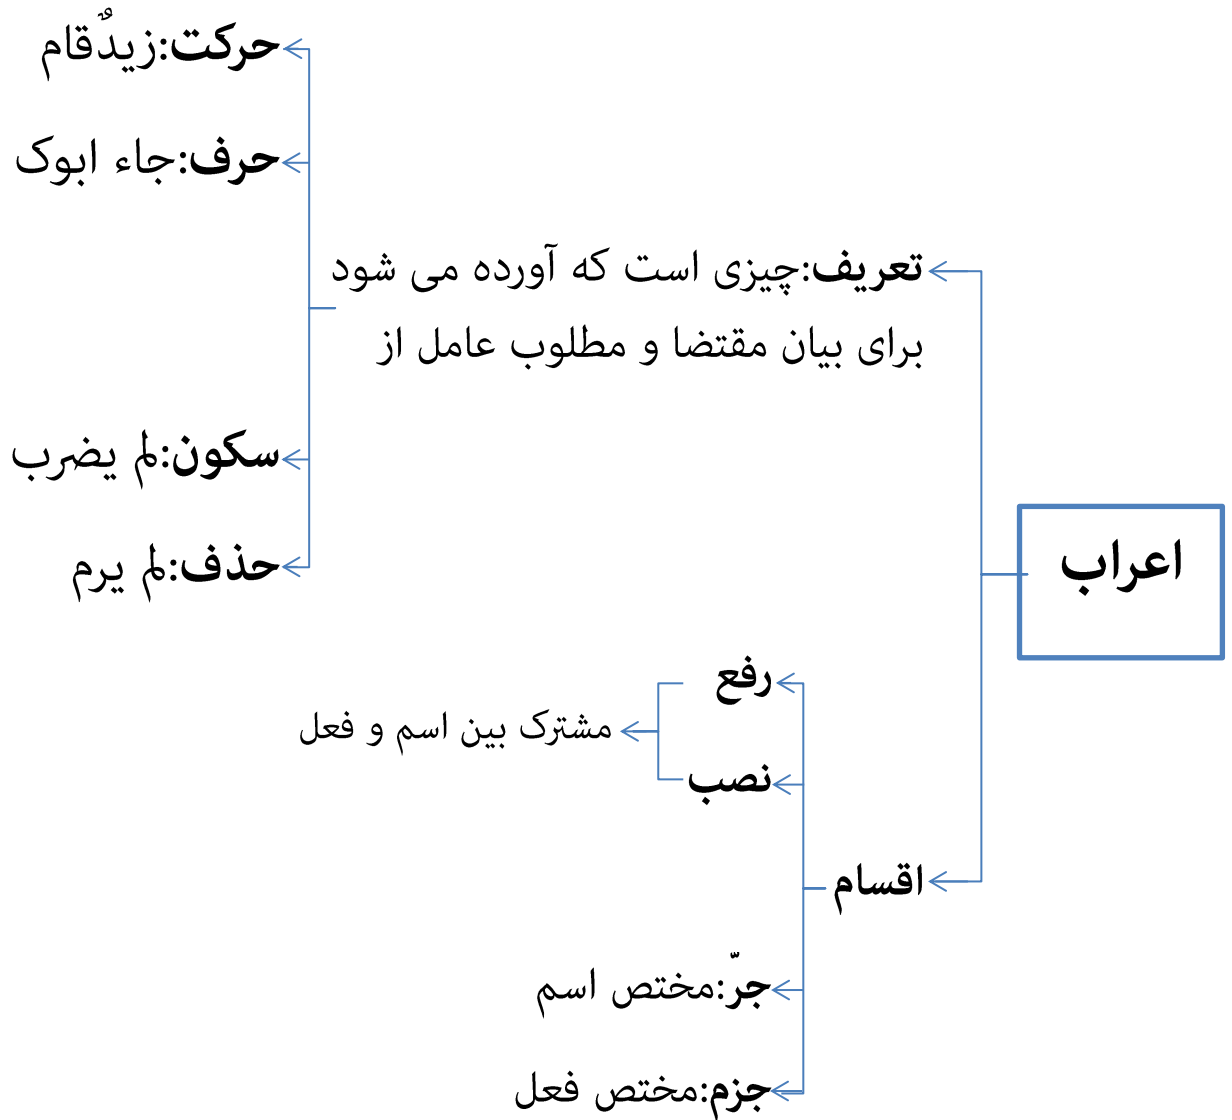 اعراب
تعریف:چیزی است که آورده می شود
برای بیان مقتضا و مطلوب عامل از
حرکت:زیدٌقام
حرف:جاء ابوک
سکون:لم یضرب
حذف:لم یرم
اقسام
رفع
نصب
مشترک بین اسم و فعل
جرّ:مختص اسم
جزم:مختص فعل